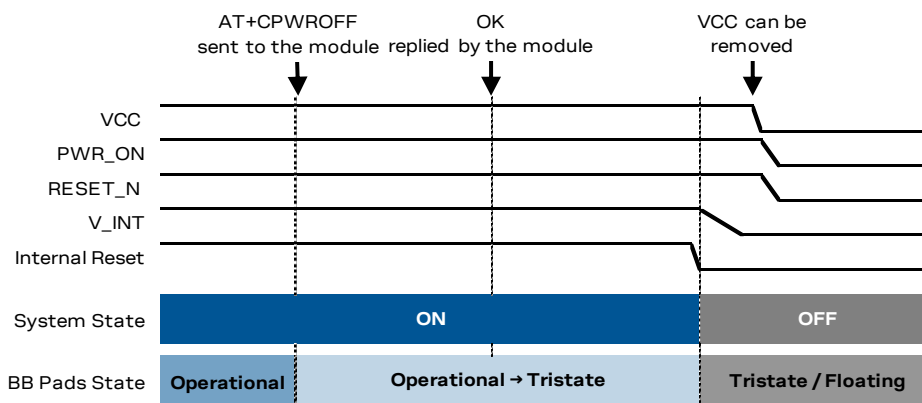 AT+CPWROFF
sent to the module
OK
replied by the module
VCC can be
removed
VCC
PWR_ON
RESET_N
V_INT
Internal Reset
System State
ON
OFF
BB Pads State
Operational
Operational → Tristate
Tristate / Floating